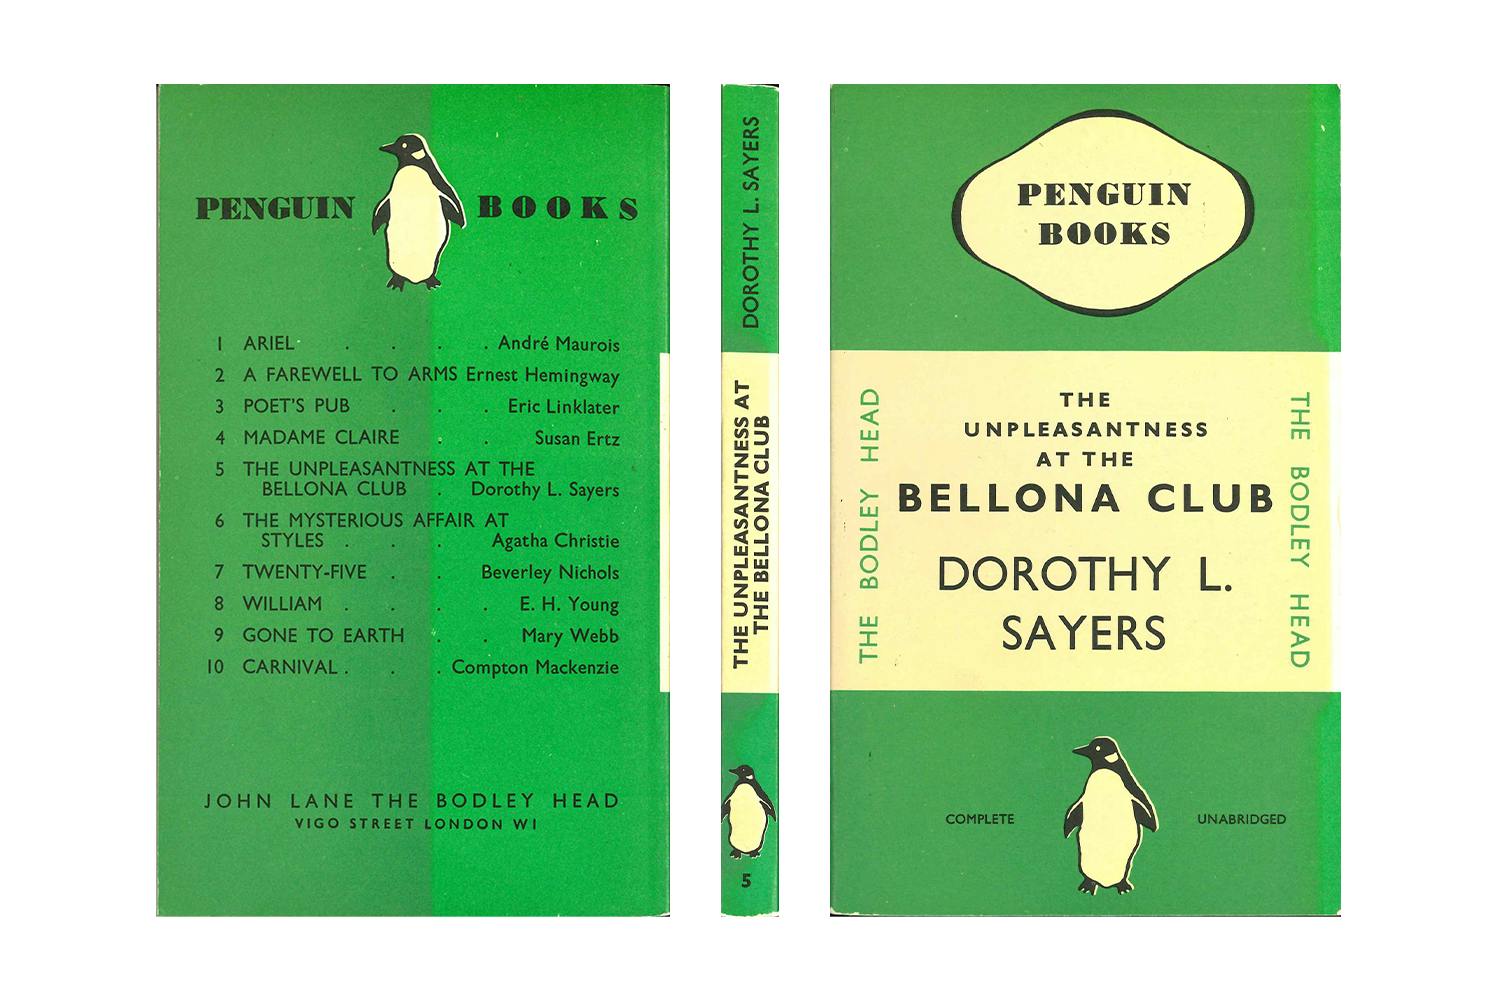 PENGUIN BOOKS
1 ARIEL . . . . André Maurois
2 A FAREWELL TO ARMS Ernest Hemingway
3 POET'S PUB . . . Eric Linklater
4 MADAME CLAIRE . . Susan Ertz
5 THE UNPLEASANTNESS AT THE
BELLONA CLUB . Dorothy L. Sayers
6 THE MYSTERIOUS AFFAIR AT
STYLES . . . Agatha Christie
7 TWENTY-FIVE . . Beverley Nichols
8 WILLIAM . . . . E. H. Young
9 GONE TO EARTH . . Mary Webb
10 CARNIVAL . . . Compton Mackenzie
JOHN LANE THE BODLEY HEAD
VIGO STREET LONDON W1
DOROTHY L. SAYERS
THE UNPLEASANTNESS AT
THE BELLONA CLUB
5
PENGUIN
BOOKS
THE BODLEY HEAD
THE
UNPLEASANTNESS
AT THE
BELLONA CLUB
DOROTHY L.
SAYERS
THE BODLEY HEAD
COMPLETE UNABRIDGED